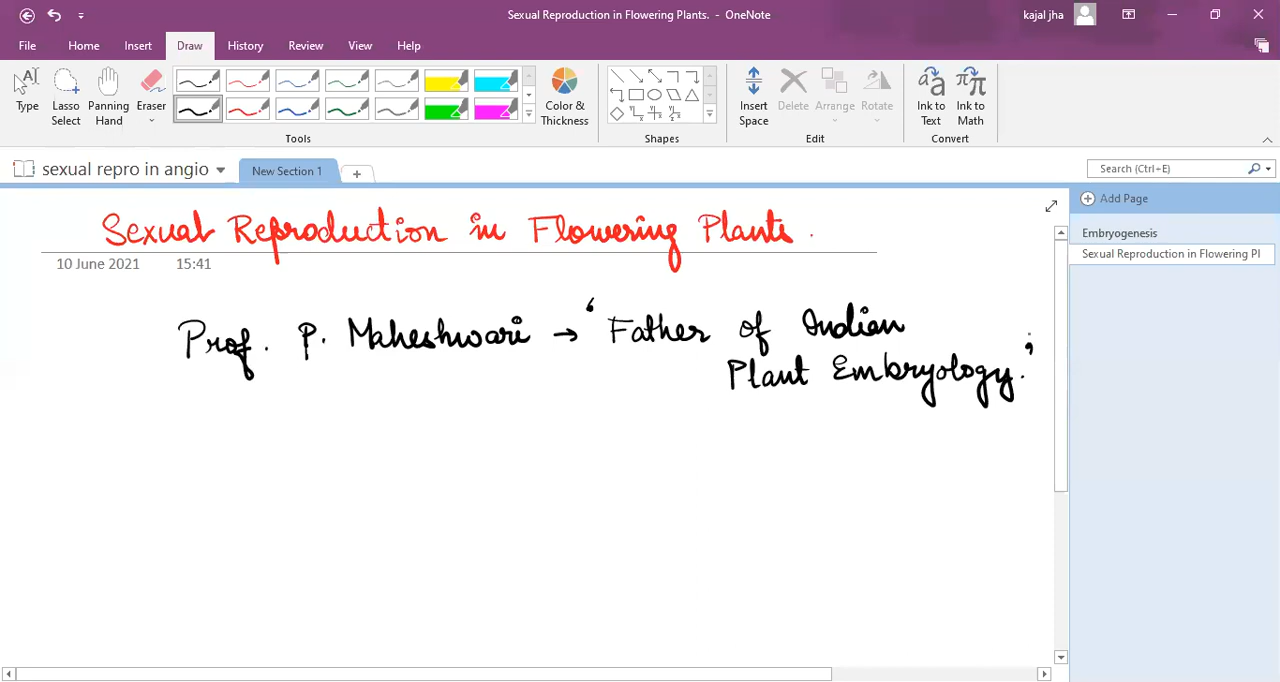 Sexual Reproduction in Flowering Plants. - OneNote
kajal jha
File Home Insert Draw History Review View Help
Type
Lasso Select
Panning Hand
Eraser
Color & Thickness
Insert Space
Delete
Arrange
Rotate
Ink to Text
Ink to Math
Tools
Shapes
Edit
Convert
sexual repro in angio
New Section 1
Search (Ctrl+E)
Add Page
Embryogenesis
Sexual Reproduction in Flowering Pl
Sexual Reproduction in Flowering Plants.
10 June 2021 15:41
Prof. P. Maheshwari → ‘Father of Indian
Plant Embryology.’